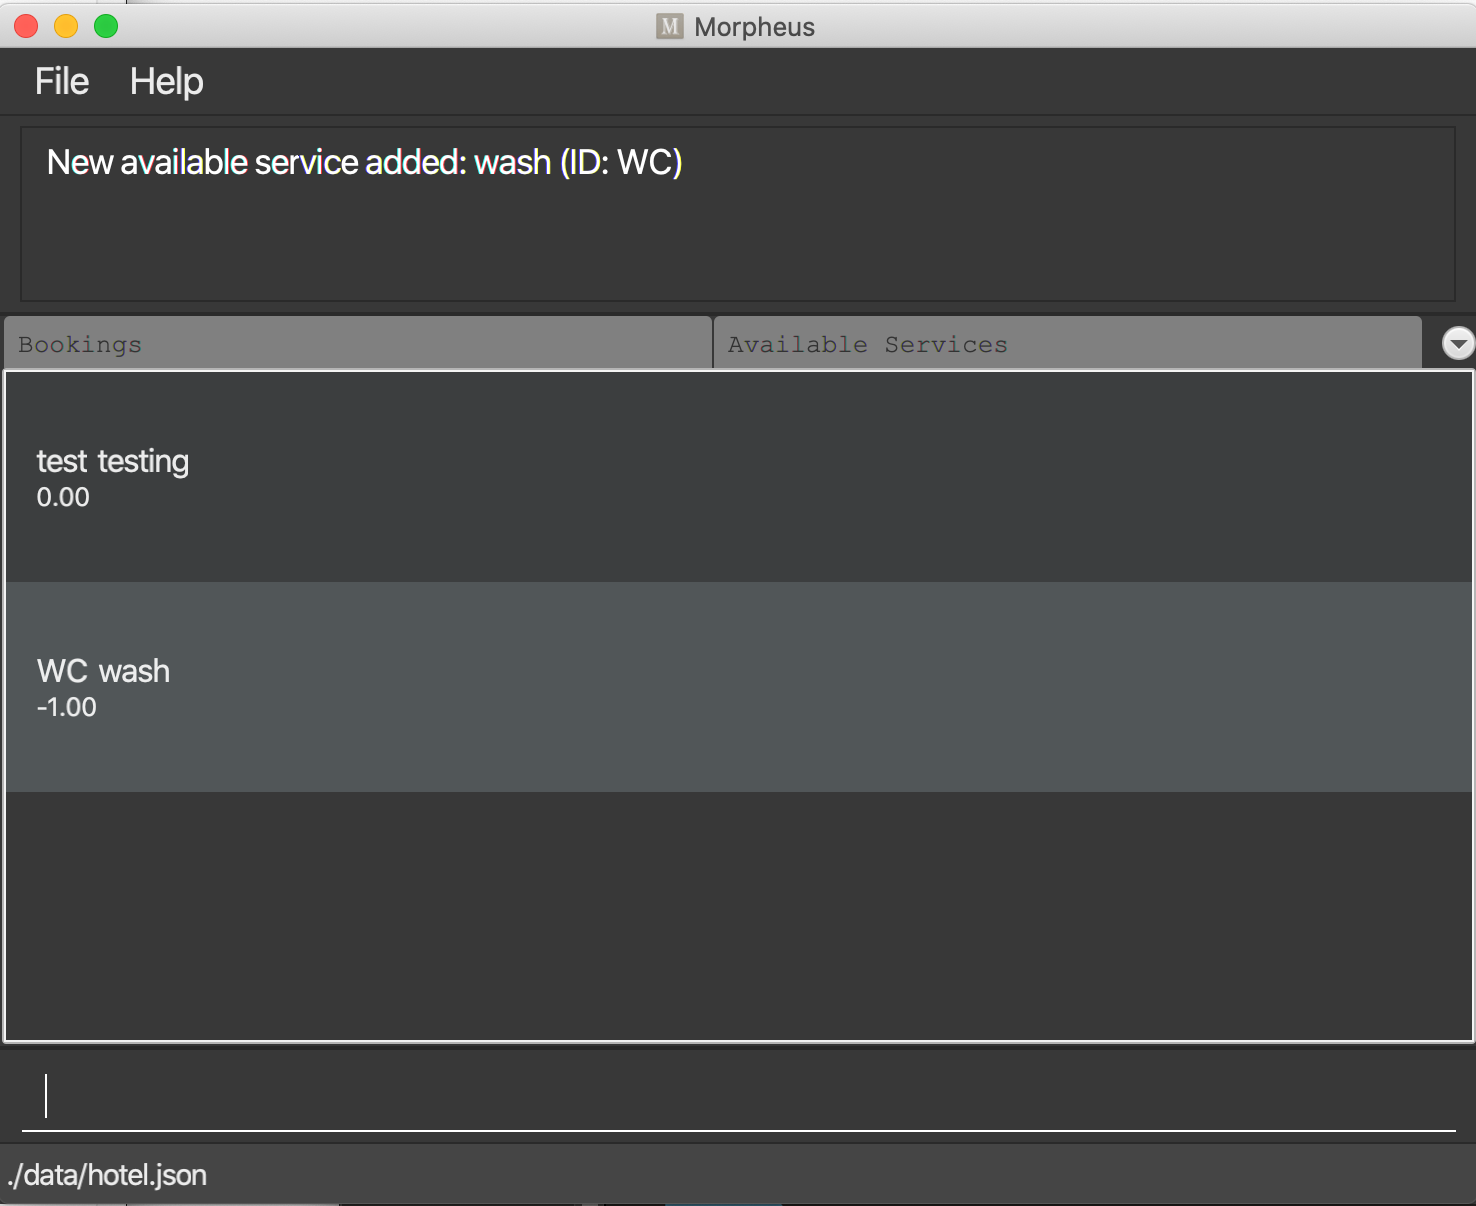 M Morpheus
File Help
New available service added: wash (ID: WC)
Bookings Available Services
test testing
0.00
WC wash
-1.00
./data/hotel.json